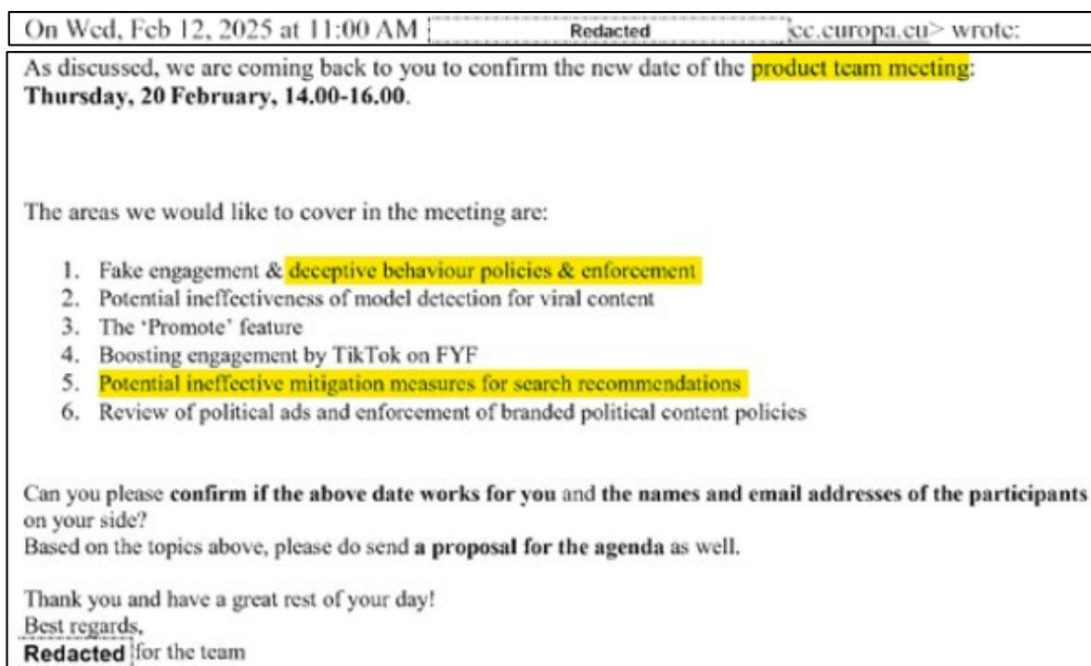 On Wed, Feb 12, 2025 at 11:00 AM Redacted ec.europa.eu> wrote:
As discussed, we are coming back to you to confirm the new date of the product team meeting:
Thursday, 20 February, 14.00-16.00.
The areas we would like to cover in the meeting are:
1. Fake engagement & deceptive behaviour policies & enforcement
2. Potential ineffectiveness of model detection for viral content
3. The ‘Promote’ feature
4. Boosting engagement by TikTok on FYF
5. Potential ineffective mitigation measures for search recommendations
6. Review of political ads and enforcement of branded political content policies
Can you please confirm if the above date works for you and the names and email addresses of the participants
on your side?
Based on the topics above, please do send a proposal for the agenda as well.
Thank you and have a great rest of your day!
Best regards,
Redacted for the team